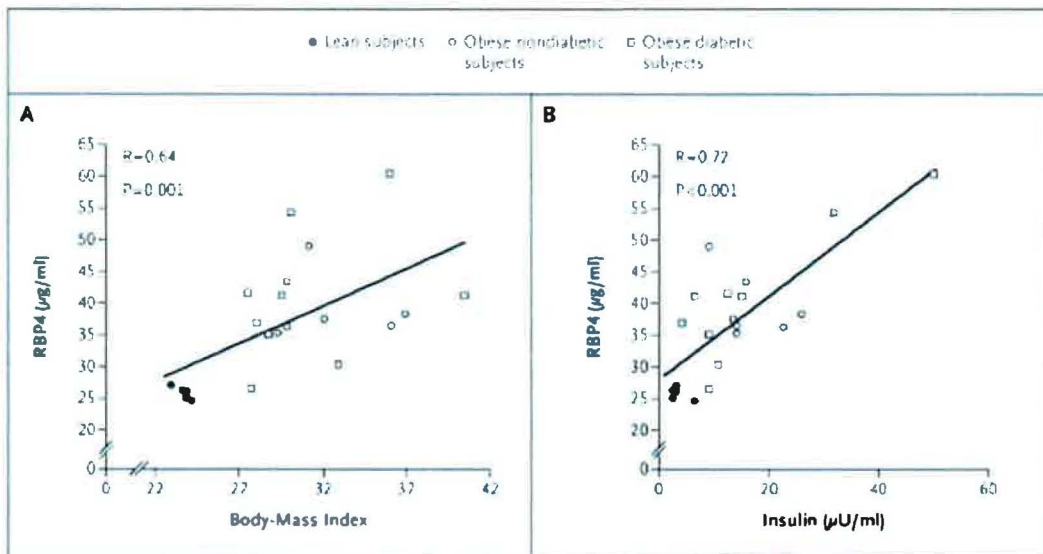 ● Lean subjects ○ Obese nondiabetic subjects □ Obese diabetic subjects
A
R=0.64
P=0.001
65
60
55
50
45
40
35
30
25
20
0
RBP4 (µg/ml)
0 22 27 32 37 42
Body-Mass Index
B
R=0.77
P<0.001
65
60
55
50
45
40
35
30
25
20
0
RBP4 (µg/ml)
0 20 40 60
Insulin (µU/ml)